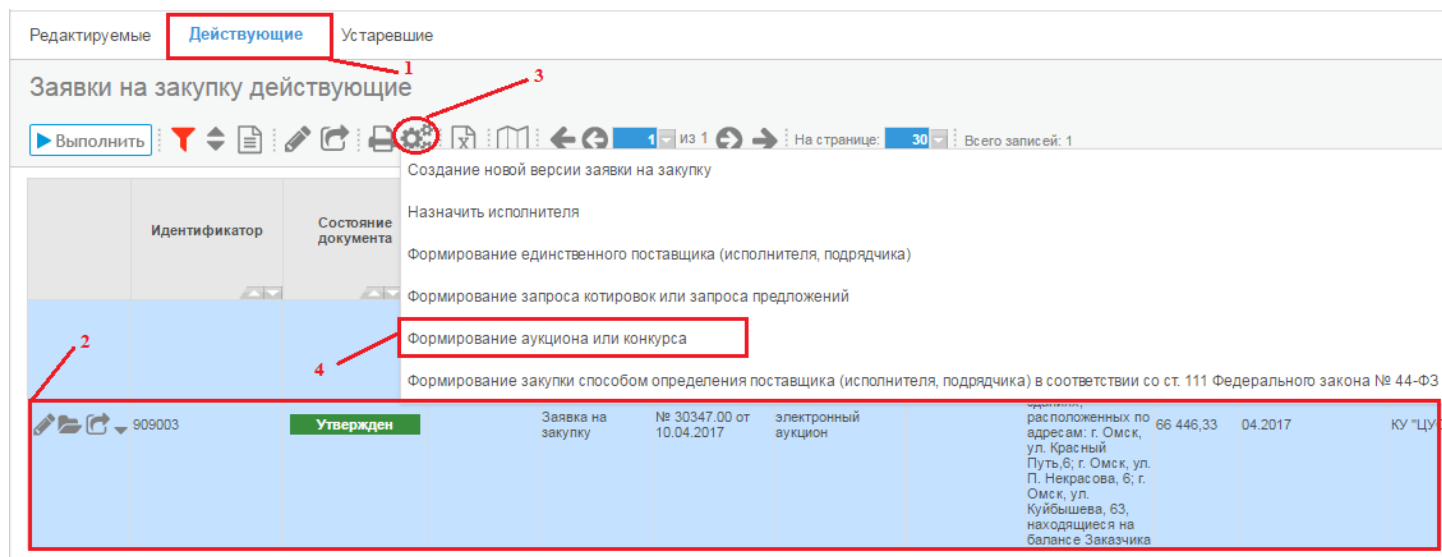 Редактируемые Действующие Устаревшие
1
3
Заявки на закупку действующие
Выполнить 1 из 1 На странице: 30 Всего записей: 1
Создание новой версии заявки на закупку
Назначить исполнителя
Формирование единственного поставщика (исполнителя, подрядчика)
Формирование запроса котировок или запроса предложений
Формирование аукциона или конкурса
Формирование закупки способом определения поставщика (исполнителя, подрядчика) в соответствии со ст. 111 Федерального закона № 44-ФЗ
Идентификатор
Состояние
документа
2
4
909003
Утвержден
Заявка на
закупку
№ 30347.00 от
10.04.2017
электронный
аукцион
зданиях,
расположенных по
адресам: г. Омск,
ул. Красный
Путь,6; г. Омск, ул.
П. Некрасова, 6; г.
Омск, ул.
Куйбышева, 63,
находящиеся на
балансе Заказчика
66 446,33
04.2017
КУ "ЦУС